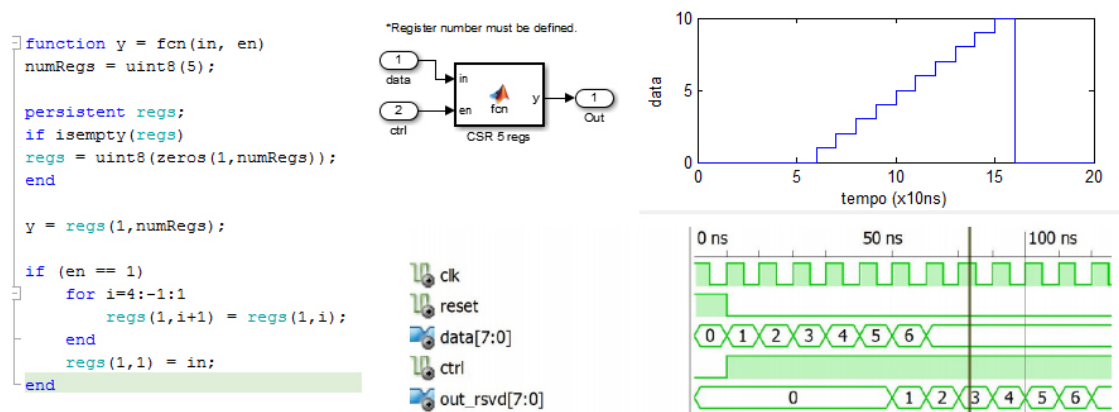 function y = fcn(in, en)
numRegs = uint8(5);
persistent regs;
if isempty(regs)
regs = uint8(zeros(1,numRegs));
end
y = regs(1,numRegs);
if (en == 1)
for i=4:-1:1
regs(1,i+1) = regs(1,i);
end
regs(1,1) = in;
end
*Register number must be defined.
1
data
2
ctrl
in
en
fcn
y
CSR 5 regs
1
Out
10
5
0
data
0 5 10 15 20
tempo (x10ns)
0 ns 50 ns 100 ns
clk
reset
data[7:0] 0 1 2 3 4 5 6
ctrl
out_rsvd[7:0] 0 1 2 3 4 5 6